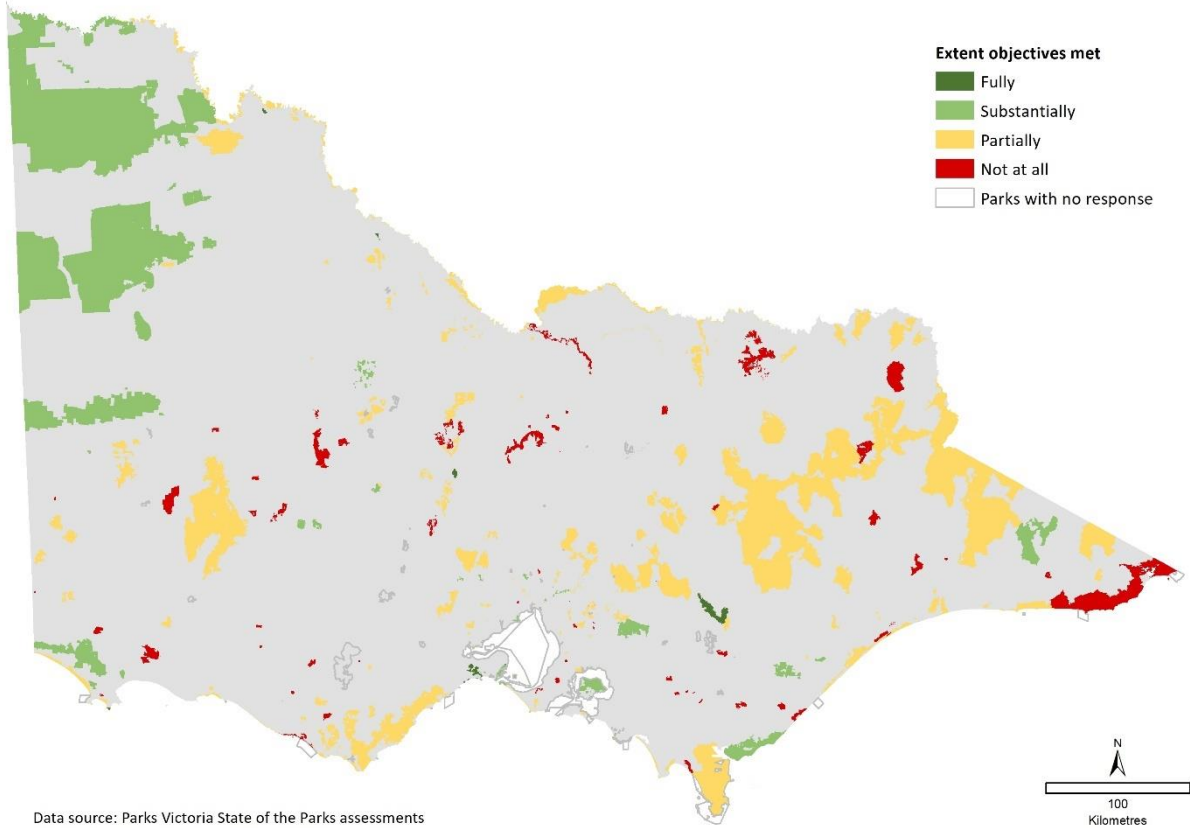 Extent objectives met
Fully
Substantially
Partially
Not at all
Parks with no response
N
100
Kilometres
Data source: Parks Victoria State of the Parks assessments